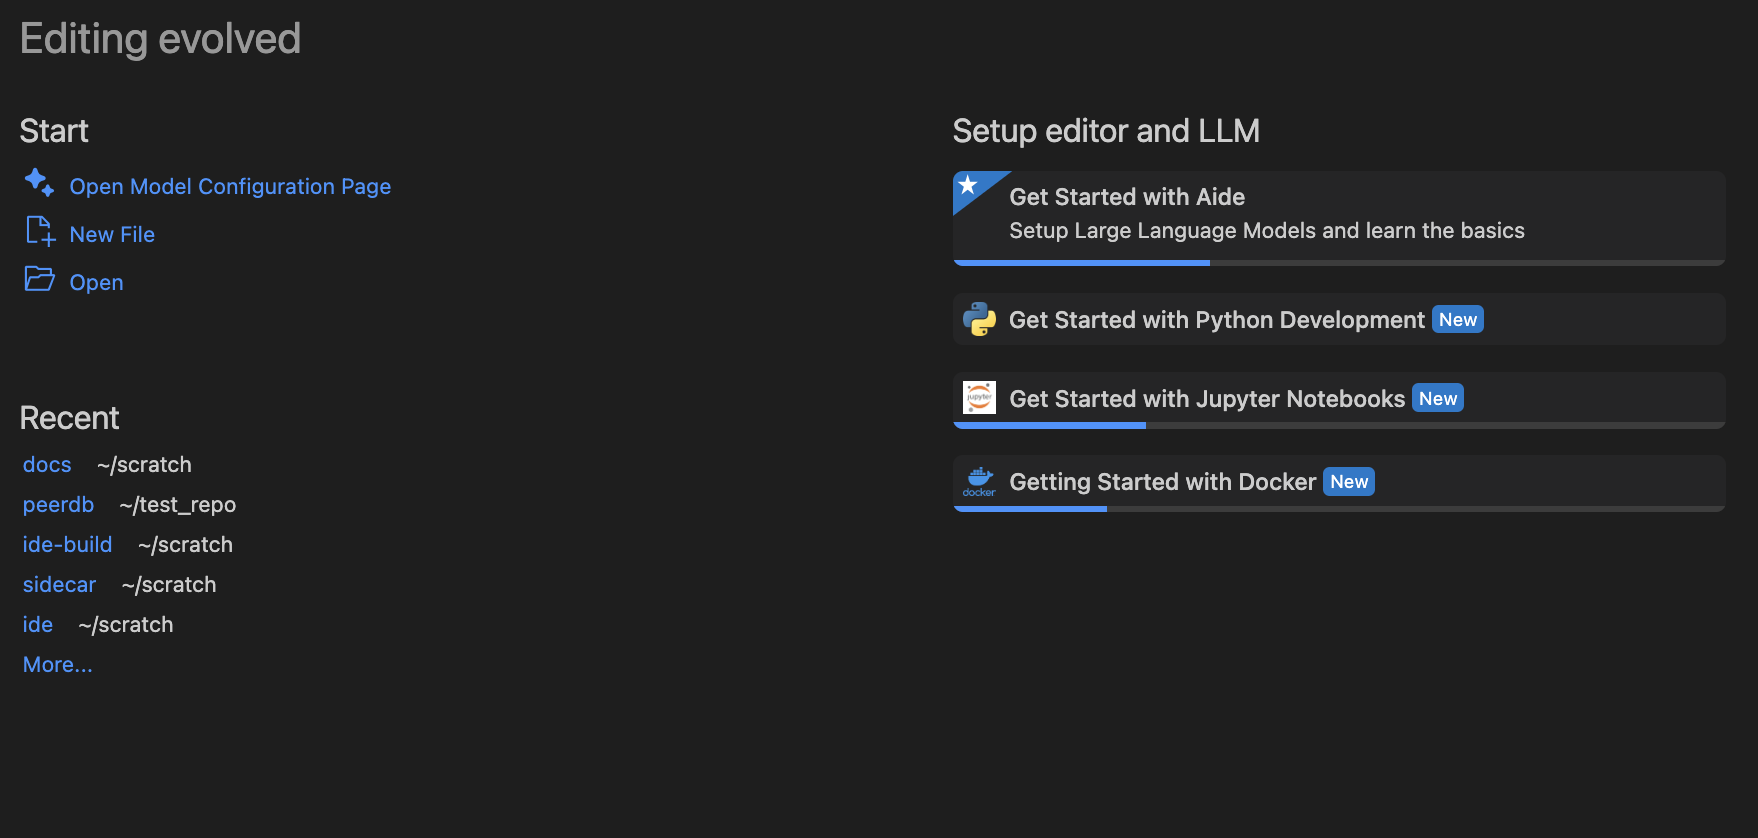 Editing evolved
Start
Open Model Configuration Page
New File
Open
Recent
docs ~/scratch
peerdb ~/test_repo
ide-build ~/scratch
sidecar ~/scratch
ide ~/scratch
More...
Setup editor and LLM
Get Started with Aide
Setup Large Language Models and learn the basics
Get Started with Python Development New
jupyter
Get Started with Jupyter Notebooks New
docker
Getting Started with Docker New